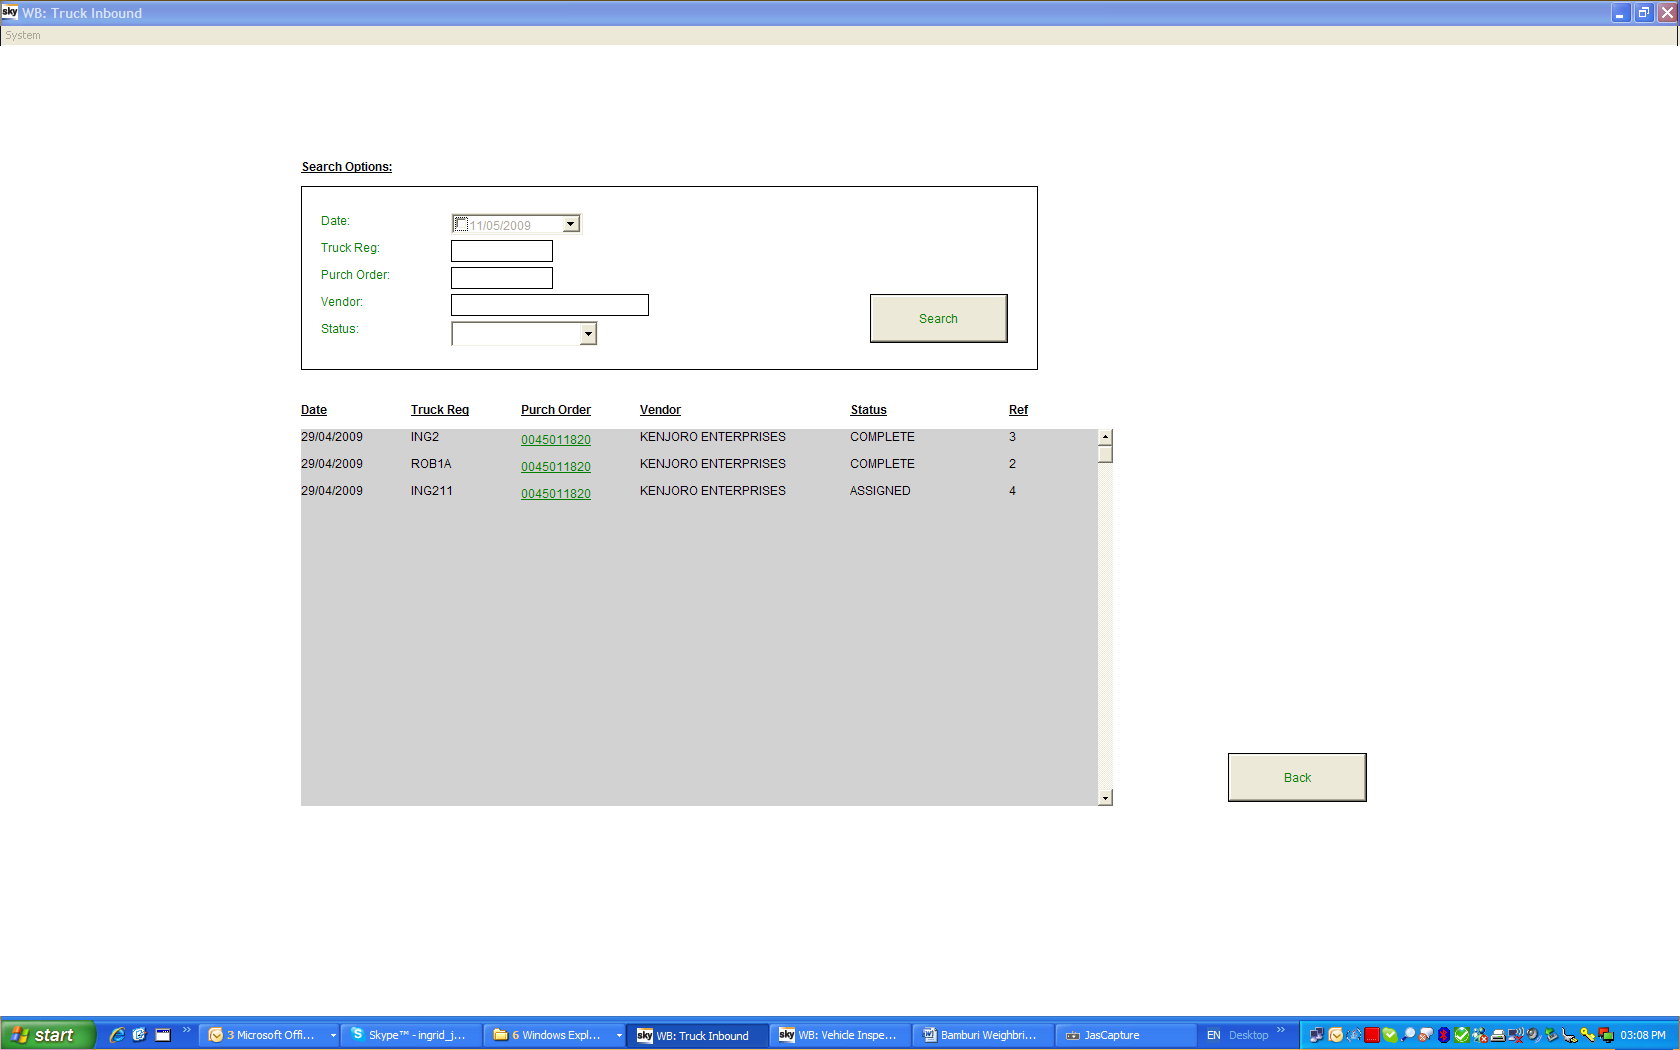 sky WB: Truck Inbound
System
Search Options:
Date: 11/05/2009
Truck Reg:
Purch Order:
Vendor:
Status:
Search
Date Truck Reg Purch Order Vendor Status Ref
29/04/2009 ING2 0045011820 KENJORO ENTERPRISES COMPLETE 3
29/04/2009 ROB1A 0045011820 KENJORO ENTERPRISES COMPLETE 2
29/04/2009 ING211 0045011820 KENJORO ENTERPRISES ASSIGNED 4
Back
start 3 Microsoft Offi... Skype™ - ingrid_j... 6 Windows Expl... sky WB: Truck Inbound sky WB: Vehicle Inspe... Bamburi Weighbri... JasCapture EN Desktop 03:08 PM